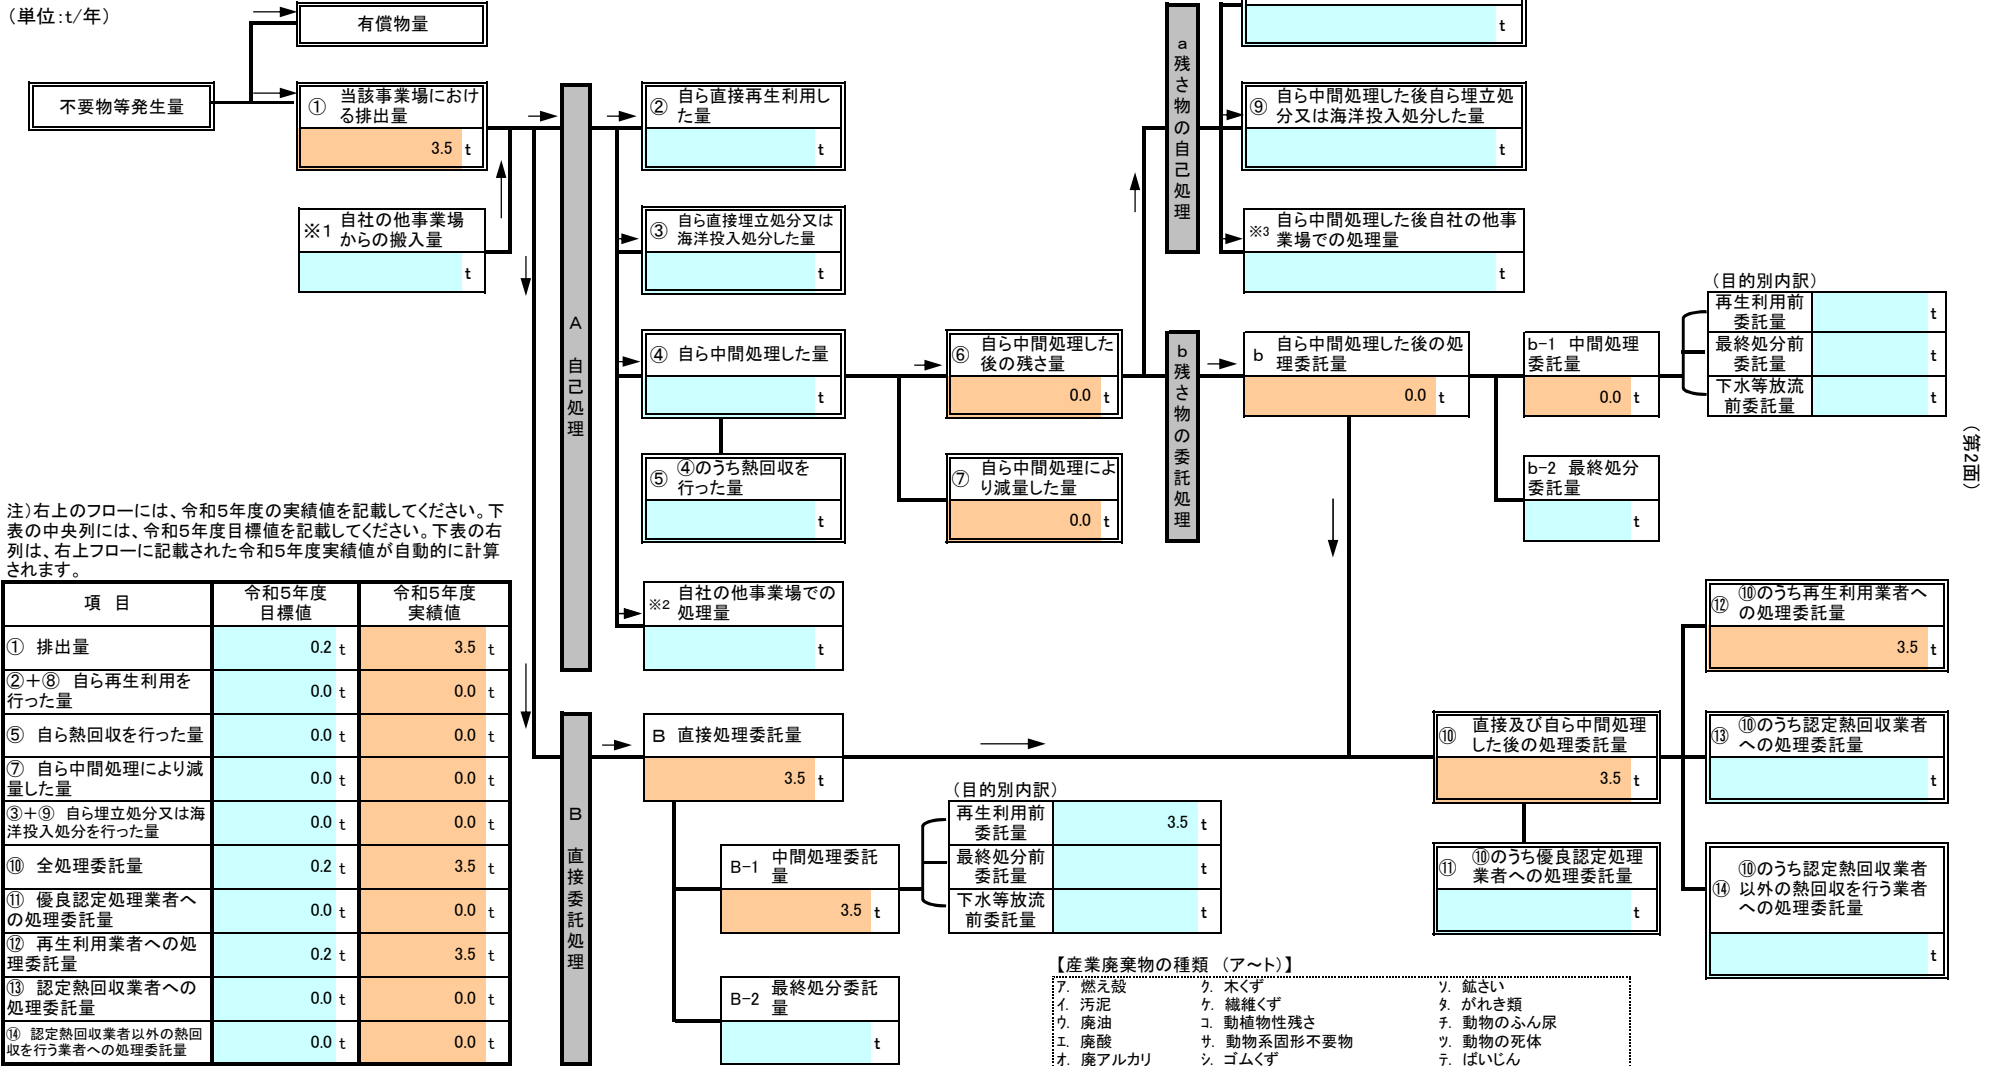 （単位：t/年）
有償物量
不要物等発生量
① 当該事業場におけ
る排出量
3.5 t
※1 自社の他事業場
からの搬入量
t
A
自己処理
② 自ら直接再生利用し
た量
t
③ 自ら直接埋立処分又は
海洋投入処分した量
t
④ 自ら中間処理した量
t
⑤ ④のうち熱回収を
行った量
t
※2 自社の他事業場での
処理量
t
⑥ 自ら中間処理した
後の残さ量
0.0 t
⑦ 自ら中間処理によ
り減量した量
0.0 t
a残さ物の自己処理
t
⑨ 自ら中間処理した後自ら埋立処
分又は海洋投入処分した量
t
※3 自ら中間処理した後自社の他事
業場での処理量
t
b残さ物の委託処理
b 自ら中間処理した後の処
理委託量
0.0 t
b-1 中間処理
委託量
0.0 t
b-2 最終処分
委託量
t
（目的別内訳）
再生利用前
委託量 t
最終処分前
委託量 t
下水等放流
前委託量 t
（第2面）
注）右上のフローには、令和5年度の実績値を記載してください。下
表の中央列には、令和5年度目標値を記載してください。下表の右
列は、右上フローに記載された令和5年度実績値が自動的に計算
されます。
項 目 令和5年度 目標値 令和5年度 実績値
① 排出量 0.2 t 3.5 t
②＋⑧ 自ら再生利用を
行った量 0.0 t 0.0 t
⑤ 自ら熱回収を行った量 0.0 t 0.0 t
⑦ 自ら中間処理により減
量した量 0.0 t 0.0 t
③＋⑨ 自ら埋立処分又は海
洋投入処分を行った量 0.0 t 0.0 t
⑩ 全処理委託量 0.2 t 3.5 t
⑪ 優良認定処理業者へ
の処理委託量 0.0 t 0.0 t
⑫ 再生利用業者への処
理委託量 0.2 t 3.5 t
⑬ 認定熱回収業者への
処理委託量 0.0 t 0.0 t
⑭ 認定熱回収業者以外の熱回
収を行う業者への処理委託量 0.0 t 0.0 t
B
直接委託処理
B 直接処理委託量
3.5 t
B-1 中間処理委託
量
3.5 t
B-2 最終処分委託
量
t
（目的別内訳）
再生利用前
委託量 3.5 t
最終処分前
委託量 t
下水等放流
前委託量 t
⑩ 直接及び自ら中間処理
した後の処理委託量
3.5 t
⑪ ⑩のうち優良認定処理
業者への処理委託量
t
⑫ ⑩のうち再生利用業者へ
の処理委託量
3.5 t
⑬ ⑩のうち認定熱回収業者
への処理委託量
t
⑭ ⑩のうち認定熱回収業者
以外の熱回収を行う業者
への処理委託量
t
【産業廃棄物の種類 （ア～ト）】
ア. 燃え殻 ク. 木くず ソ. 鉱さい
イ. 汚泥 ケ. 繊維くず タ. がれき類
ウ. 廃油 コ. 動植物性残さ チ. 動物のふん尿
エ. 廃酸 サ. 動物系固形不要物 ツ. 動物の死体
オ. 廃アルカリ シ. ゴムくず テ. ばいじん